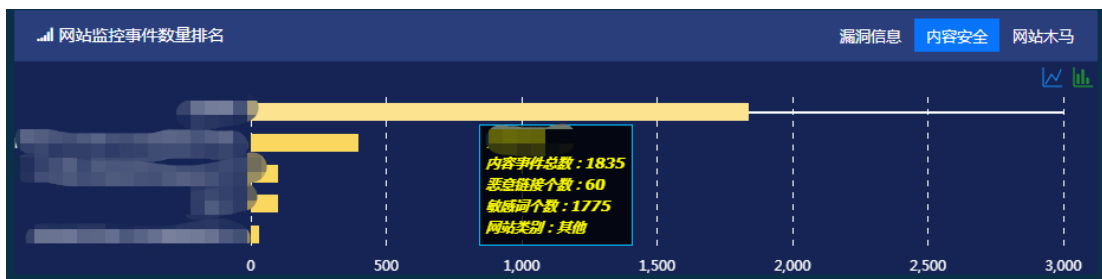 网站监控事件数量排名
漏洞信息 内容安全 网站木马
内容事件总数：1835
恶意链接个数：60
敏感词个数：1775
网站类别：其他
0 500 1,000 1,500 2,000 2,500 3,000